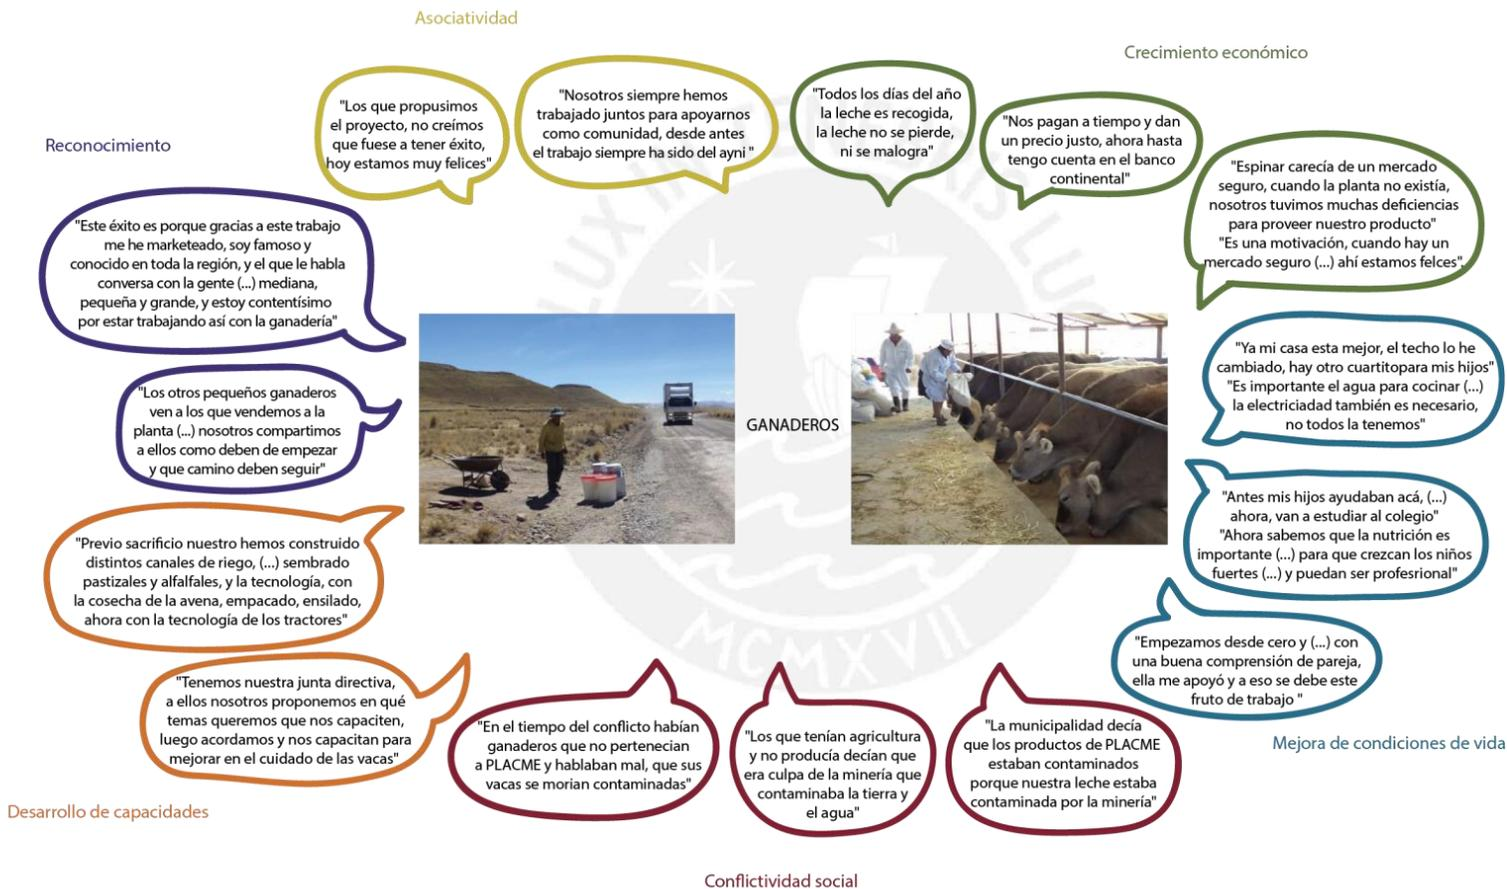 Asociatividad
"Los que propusimos
el proyecto, no creímos
que fuese a tener éxito,
hoy estamos muy felices"
"Nosotros siempre hemos
trabajado juntos para apoyarnos
como comunidad, desde antes
el trabajo siempre ha sido del ayni "
Crecimiento económico
"Todos los días del año
la leche es recogida,
la leche no se pierde,
ni se malogra"
"Nos pagan a tiempo y dan
un precio justo, ahora hasta
tengo cuenta en el banco
continental"
"Espinar carecía de un mercado
seguro, cuando la planta no existía,
nosotros tuvimos muchas deficiencias
para proveer nuestro producto"
"Es una motivación, cuando hay un
mercado seguro (...) ahí estamos felces".
Reconocimiento
"Este éxito es porque gracias a este trabajo
me he marketeado, soy famoso y
conocido en toda la región, y el que le habla
conversa con la gente (...) mediana,
pequeña y grande, y estoy contentísimo
por estar trabajando así con la ganadería"
"Los otros pequeños ganaderos
ven a los que vendemos a la
planta (...) nosotros compartimos
a ellos como deben de empezar
y que camino deben seguir"
GANADEROS
"Ya mi casa esta mejor, el techo lo he
cambiado, hay otro cuartitopara mis hijos"
"Es importante el agua para cocinar (...)
la electriciadad también es necesario,
no todos la tenemos"
"Antes mis hijos ayudaban acá, (...)
ahora, van a estudiar al colegio"
"Ahora sabemos que la nutrición es
importante (...) para que crezcan los niños
fuertes (...) y puedan ser profesrional"
"Empezamos desde cero y (...) con
una buena comprensión de pareja,
ella me apoyó y a eso se debe este
fruto de trabajo "
Mejora de condiciones de vida
"Previo sacrificio nuestro hemos construido
distintos canales de riego, (...) sembrado
pastizales y alfalfales, y la tecnología, con
la cosecha de la avena, empacado, ensilado,
ahora con la tecnología de los tractores"
"Tenemos nuestra junta directiva,
a ellos nosotros proponemos en qué
temas queremos que nos capaciten,
luego acordamos y nos capacitan para
mejorar en el cuidado de las vacas"
Desarrollo de capacidades
"En el tiempo del conflicto habían
ganaderos que no pertenecian
a PLACME y hablaban mal, que sus
vacas se morian contaminadas"
"Los que tenían agricultura
y no producía decían que
era culpa de la minería que
contaminaba la tierra y
el agua"
"La municipalidad decía
que los productos de PLACME
estaban contaminados
porque nuestra leche estaba
contaminada por la minería"
Conflictividad social
MCMXVII